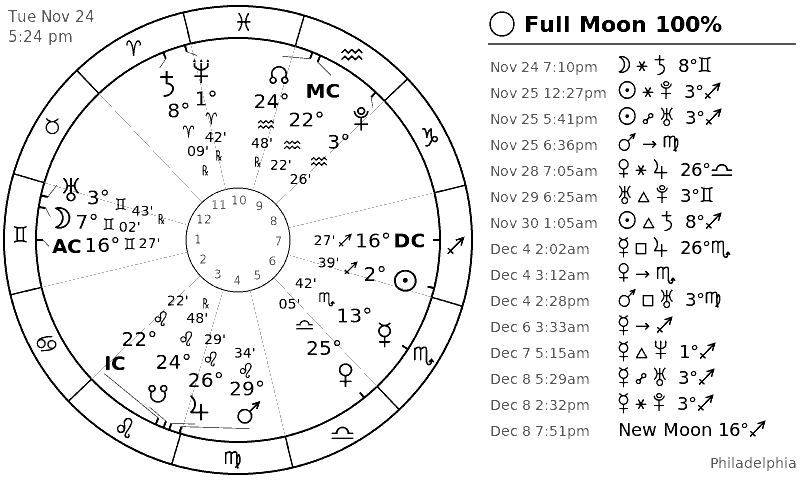 Tue Nov 24
5:24 pm
Full Moon 100%
Nov 24 7:10pm ☽ ⚹ ♄ 8°♊
Nov 25 12:27pm ☉ ⚹ ♇ 3°♐
Nov 25 5:41pm ☉ ☍ ♅ 3°♐
Nov 25 6:36pm ♂ → ♍
Nov 28 7:05am ♀ ⚹ ♃ 26°♎
Nov 29 6:25am ♅ △ ♇ 3°♊
Nov 30 1:05am ☉ △ ♄ 8°♐
Dec 4 2:02am ☿ □ ♃ 26°♏
Dec 4 3:12am ♀ → ♏
Dec 4 2:28pm ♂ □ ♅ 3°♍
Dec 6 3:33am ☿ → ♐
Dec 7 5:15am ☿ △ ♆ 1°♐
Dec 8 5:29am ☿ ☍ ♅ 3°♐
Dec 8 2:32pm ☿ ⚹ ♇ 3°♐
Dec 8 7:51pm New Moon 16°♐
Philadelphia
♓
♈
♒
♉
♑
♊
♐
♋
♏
♌
♎
♍
♄ 8° ♈ 09' ℞
♆ 1° ♈ 42' ℞
☊ 24° ♒ 48' ℞
MC 22° ♒ 22'
♇ 3° ♒ 26'
♅ 3° ♊ 43' ℞
☽ 7° ♊ 02'
AC 16° ♊ 27'
27' ♐ 16° DC
39' ♐ 2° ☉
42' ♏ 13° ☿
05' ♎ 25° ♀
22' ♌ 22° IC
℞ 48' ♌ 24° ☋
29' ♌ 26° ♃
34' ♌ 29° ♂
1
2
3
4
5
6
7
8
9
10
11
12